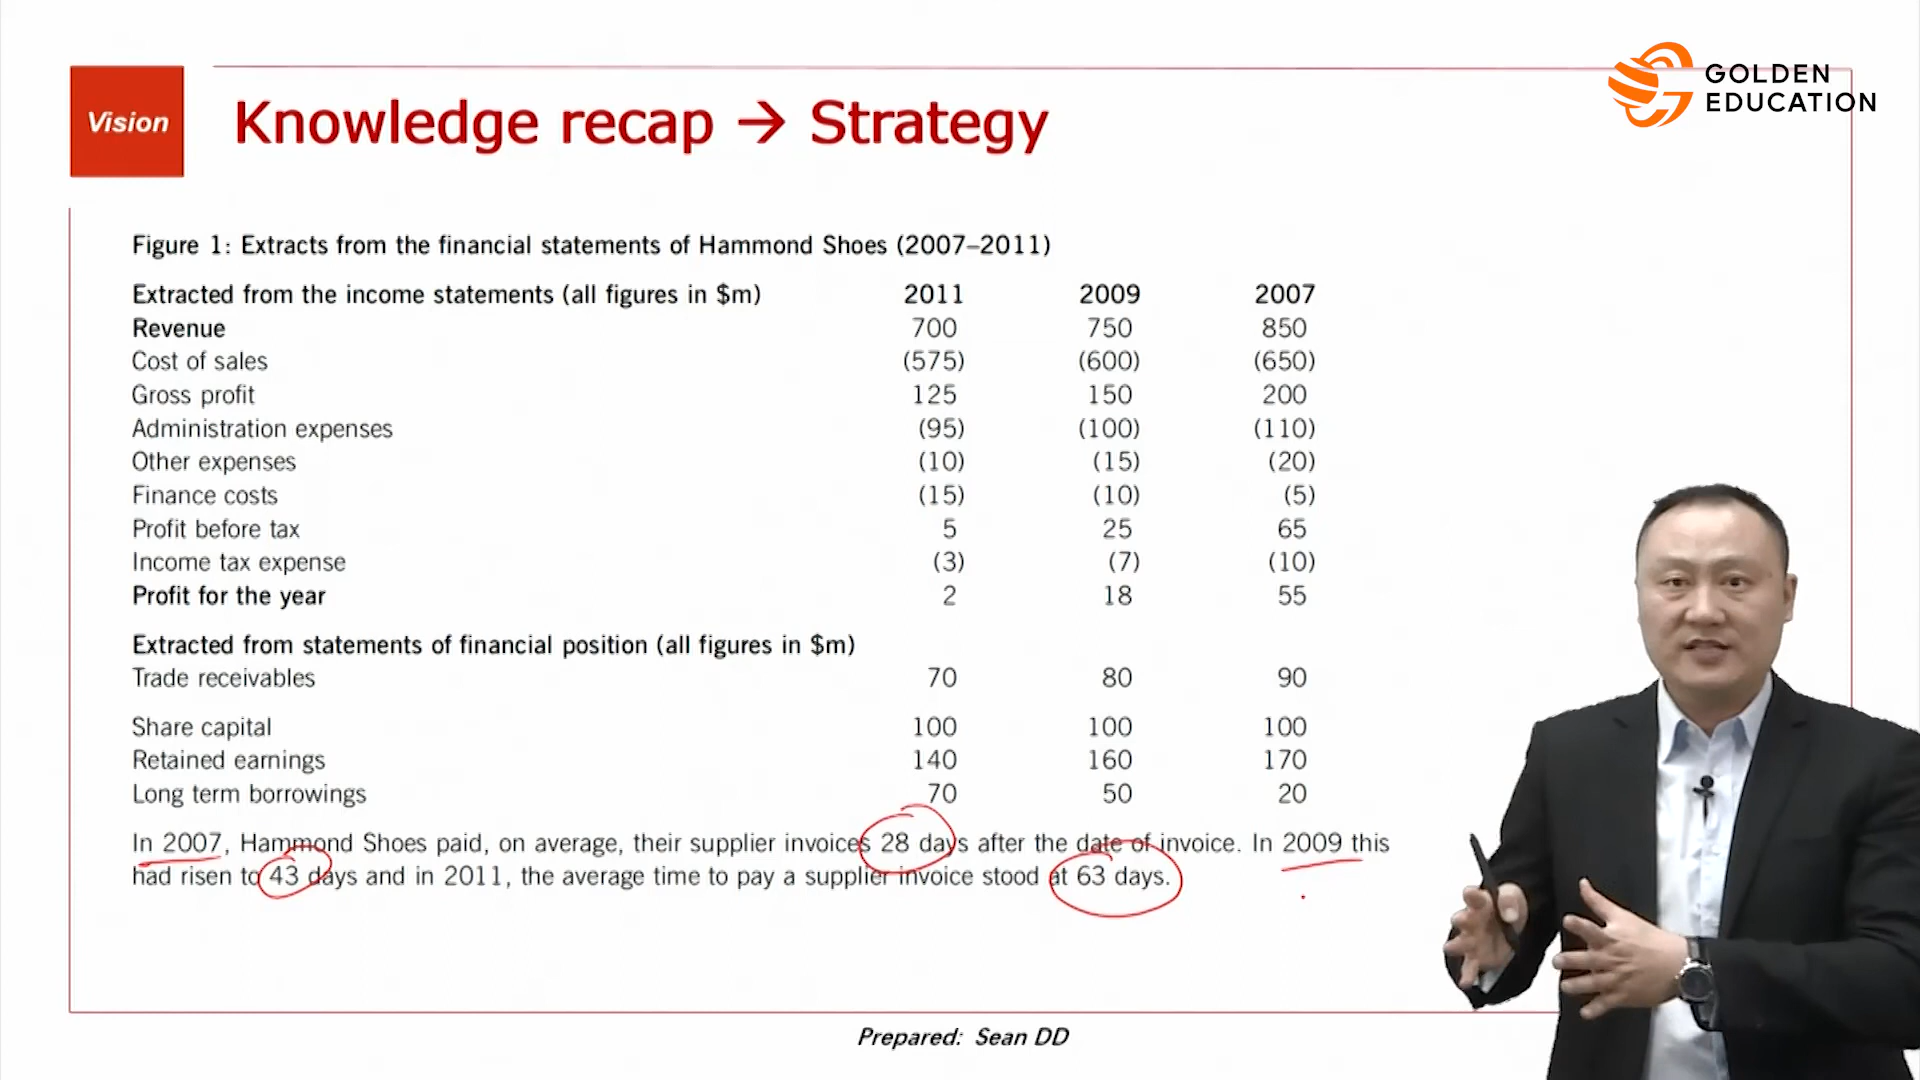 GOLDEN
EDUCATION
Vision
Knowledge recap → Strategy
Figure 1: Extracts from the financial statements of Hammond Shoes (2007–2011)
Extracted from the income statements (all figures in $m) 2011 2009 2007
Revenue 700 750 850
Cost of sales (575) (600) (650)
Gross profit 125 150 200
Administration expenses (95) (100) (110)
Other expenses (10) (15) (20)
Finance costs (15) (10) (5)
Profit before tax 5 25 65
Income tax expense (3) (7) (10)
Profit for the year 2 18 55
Extracted from statements of financial position (all figures in $m)
Trade receivables 70 80 90
Share capital 100 100 100
Retained earnings 140 160 170
Long term borrowings 70 50 20
In 2007, Hammond Shoes paid, on average, their supplier invoices 28 days after the date of invoice. In 2009 this
had risen to 43 days and in 2011, the average time to pay a supplier invoice stood at 63 days.
Prepared: Sean DD